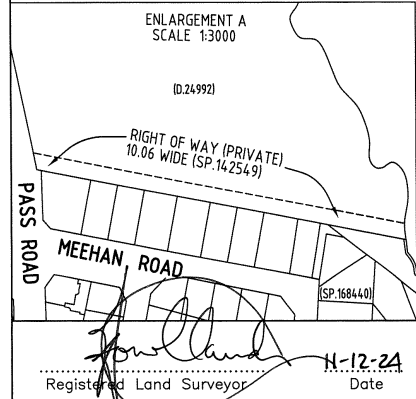 ENLARGEMENT A
SCALE 1:3000
(D.24992)
RIGHT OF WAY (PRIVATE)
10.06 WIDE (SP.142549)
PASS ROAD
MEEHAN ROAD
(SP.168440)
Registered Land Surveyor
11-12-24
Date